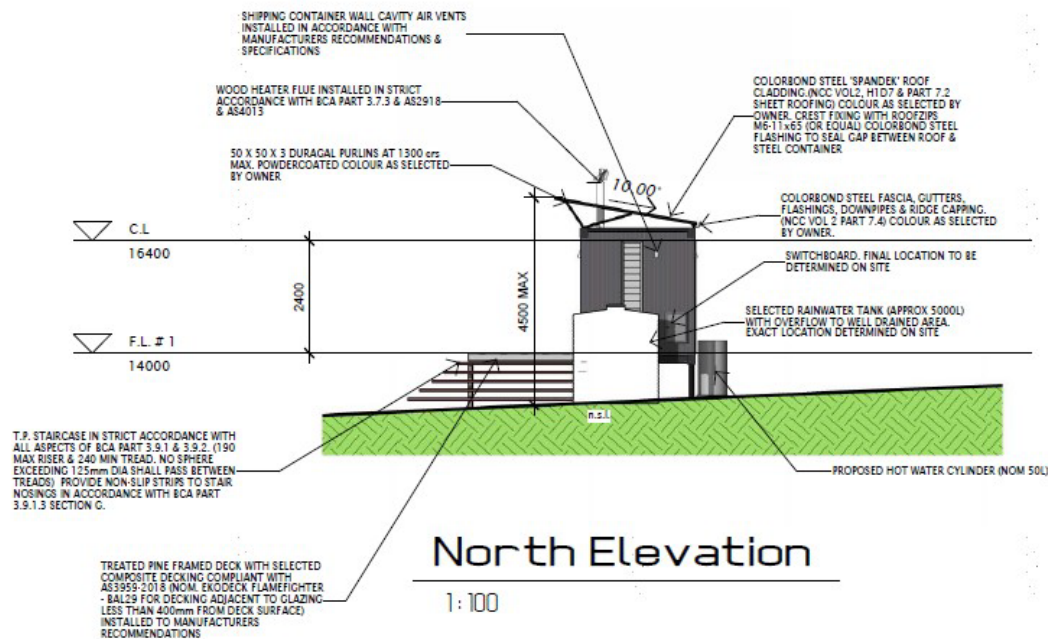 SHIPPING CONTAINER WALL CAVITY AIR VENTS
INSTALLED IN ACCORDANCE WITH
MANUFACTURERS RECOMMENDATIONS &
SPECIFICATIONS
WOOD HEATER FLUE INSTALLED IN STRICT
ACCORDANCE WITH BCA PART 3.7.3 & AS2918
& AS4013
50 X 50 X 3 DURAGAL PURLINS AT 1300 crs
MAX. POWDERCOATED COLOUR AS SELECTED
BY OWNER
COLORBOND STEEL 'SPANDEK' ROOF
CLADDING.(NCC VOL2, H1D7 & PART 7.2
SHEET ROOFING) COLOUR AS SELECTED BY
OWNER. CREST FIXING WITH ROOFZIPS
M6-11x65 (OR EQUAL) COLORBOND STEEL
FLASHING TO SEAL GAP BETWEEN ROOF &
STEEL CONTAINER
10.00°
COLORBOND STEEL FASCIA, GUTTERS,
FLASHINGS, DOWNPIPES & RIDGE CAPPING.
(NCC VOL 2 PART 7.4) COLOUR AS SELECTED
BY OWNER.
C.L
16400
SWITCHBOARD. FINAL LOCATION TO BE
DETERMINED ON SITE
2400
4500 MAX
SELECTED RAINWATER TANK (APPROX 5000L)
WITH OVERFLOW TO WELL DRAINED AREA.
EXACT LOCATION DETERMINED ON SITE
F.L. # 1
14000
n.s.l.
T.P. STAIRCASE IN STRICT ACCORDANCE WITH
ALL ASPECTS OF BCA PART 3.9.1 & 3.9.2. (190
MAX RISER & 240 MIN TREAD. NO SPHERE
EXCEEDING 125mm DIA SHALL PASS BETWEEN
TREADS) PROVIDE NON-SLIP STRIPS TO STAIR
NOSINGS IN ACCORDANCE WITH BCA PART
3.9.1.3 SECTION G.
PROPOSED HOT WATER CYLINDER (NOM 50L)
TREATED PINE FRAMED DECK WITH SELECTED
COMPOSITE DECKING COMPLIANT WITH
AS3959-2018 (NOM. EKODECK FLAMEFIGHTER
- BAL29 FOR DECKING ADJACENT TO GLAZING
LESS THAN 400mm FROM DECK SURFACE)
INSTALLED TO MANUFACTURERS
RECOMMENDATIONS
North Elevation
1:100